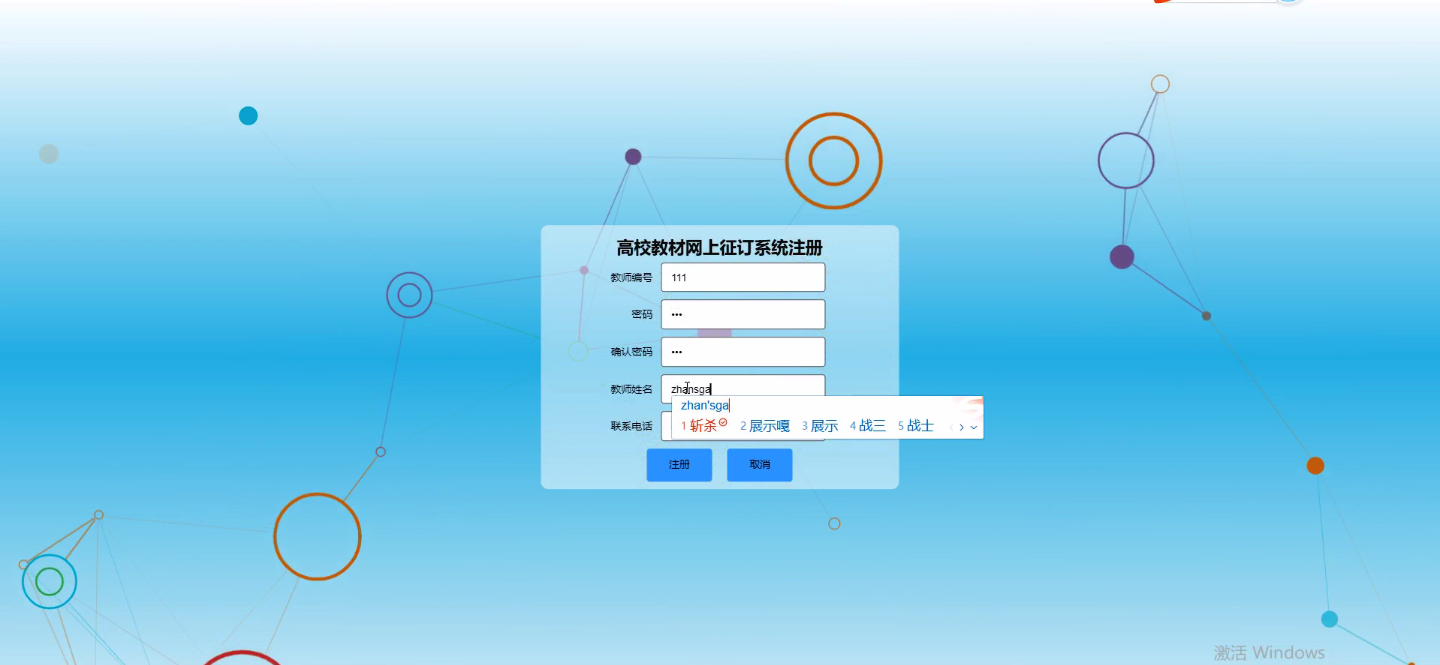 高校教材网上征订系统注册
教师编号 111
密码 •••
确认密码 •••
教师姓名 zhansga
zhan'sga
1 斩杀 2 展示嘎 3 展示 4 战三 5 战士
联系电话
注册 取消
激活 Windows